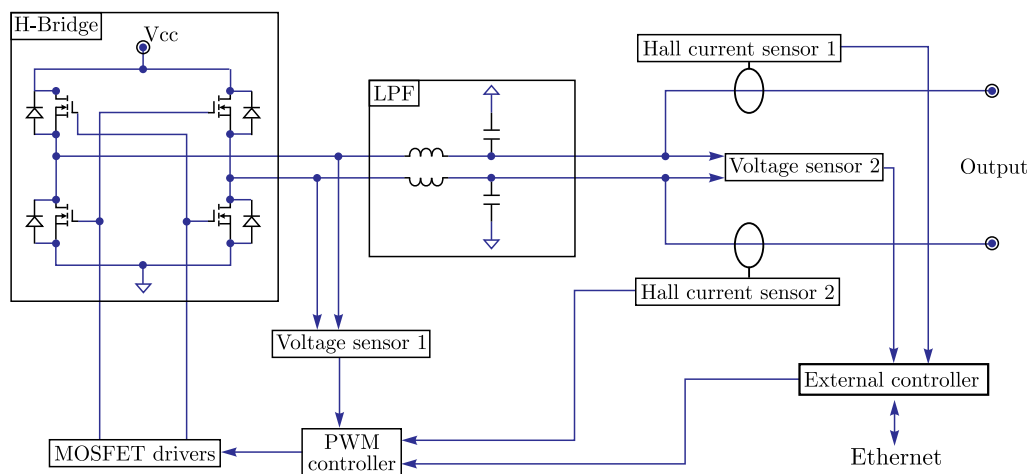 H-Bridge
Vcc
LPF
Hall current sensor 1
Voltage sensor 2
Output
Hall current sensor 2
Voltage sensor 1
External controller
PWM
controller
MOSFET drivers
Ethernet